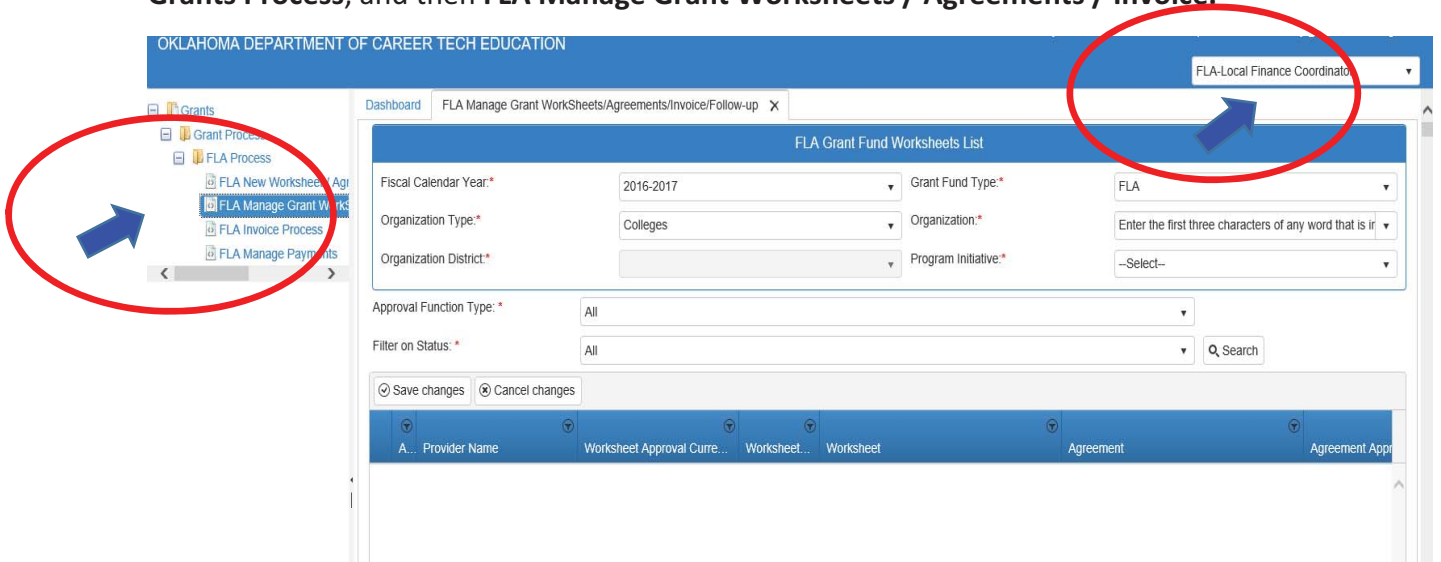 Grants Process, and then FLA Manage Grant Worksheets / Agreements / Invoice.
OKLAHOMA DEPARTMENT OF CAREER TECH EDUCATION
FLA-Local Finance Coordinator
Grants
Grant Process
FLA Process
FLA New Worksheet/ Agr
FLA Manage Grant WorkS
FLA Invoice Process
FLA Manage Payments
Dashboard FLA Manage Grant WorkSheets/Agreements/Invoice/Follow-up X
FLA Grant Fund Worksheets List
Fiscal Calendar Year:* 2016-2017 Grant Fund Type:* FLA
Organization Type:* Colleges Organization:* Enter the first three characters of any word that is ir
Organization District:* Program Initiative:* --Select--
Approval Function Type: * All
Filter on Status: * All Search
Save changes Cancel changes
A... Provider Name Worksheet Approval Curre... Worksheet... Worksheet Agreement Agreement Appr